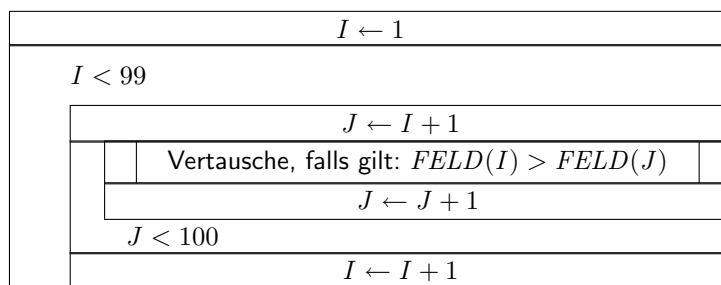 I ← 1
I < 99
J ← I + 1
Vertausche, falls gilt: FELD(I) > FELD(J)
J ← J + 1
J < 100
I ← I + 1